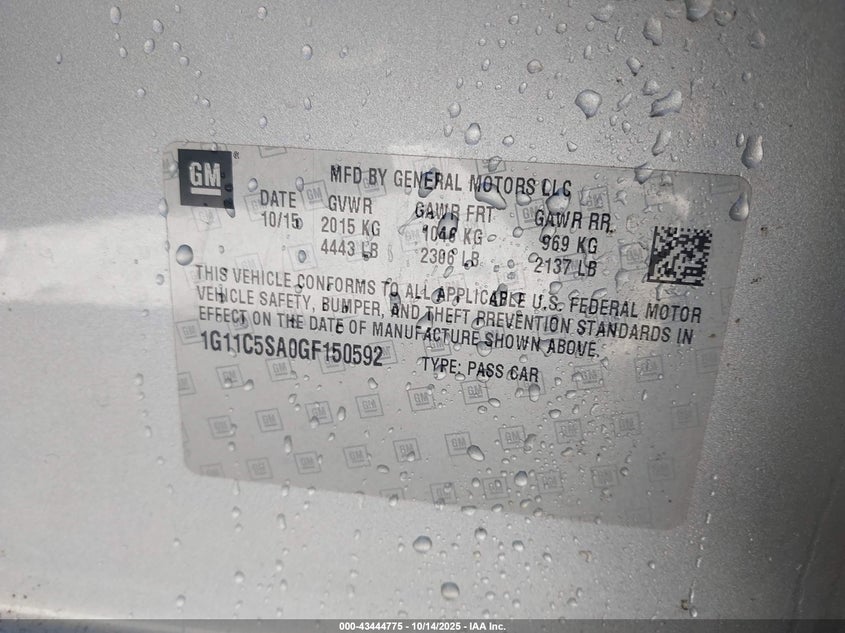 GM
MFD BY GENERAL MOTORS LLC
DATE GVWR GAWR FRT GAWR RR
10/15 2015 KG 1046 KG 969 KG
4443 LB 2306 LB 2137 LB
THIS VEHICLE CONFORMS TO ALL APPLICABLE U.S. FEDERAL MOTOR
VEHICLE SAFETY, BUMPER, AND THEFT PREVENTION STANDARDS IN
EFFECT ON THE DATE OF MANUFACTURE SHOWN ABOVE.
1G11C5SA0GF150592 TYPE: PASS CAR
000-43444775 - 10/14/2025 - IAA Inc.